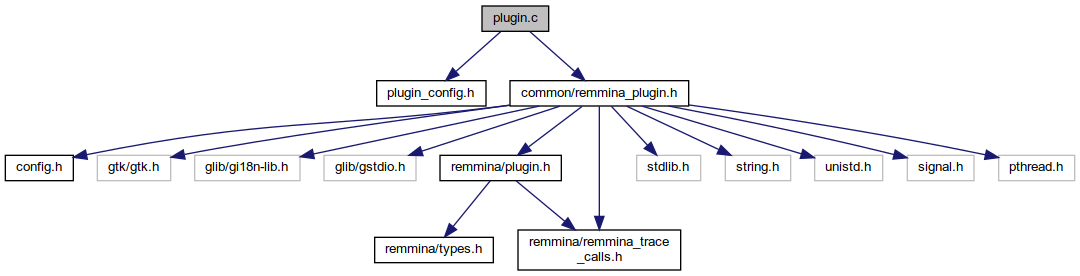 plugin.c
plugin_config.h
common/remmina_plugin.h
config.h
gtk/gtk.h
glib/gi18n-lib.h
glib/gstdio.h
remmina/plugin.h
stdlib.h
string.h
unistd.h
signal.h
pthread.h
remmina/types.h
remmina/remmina_trace
_calls.h